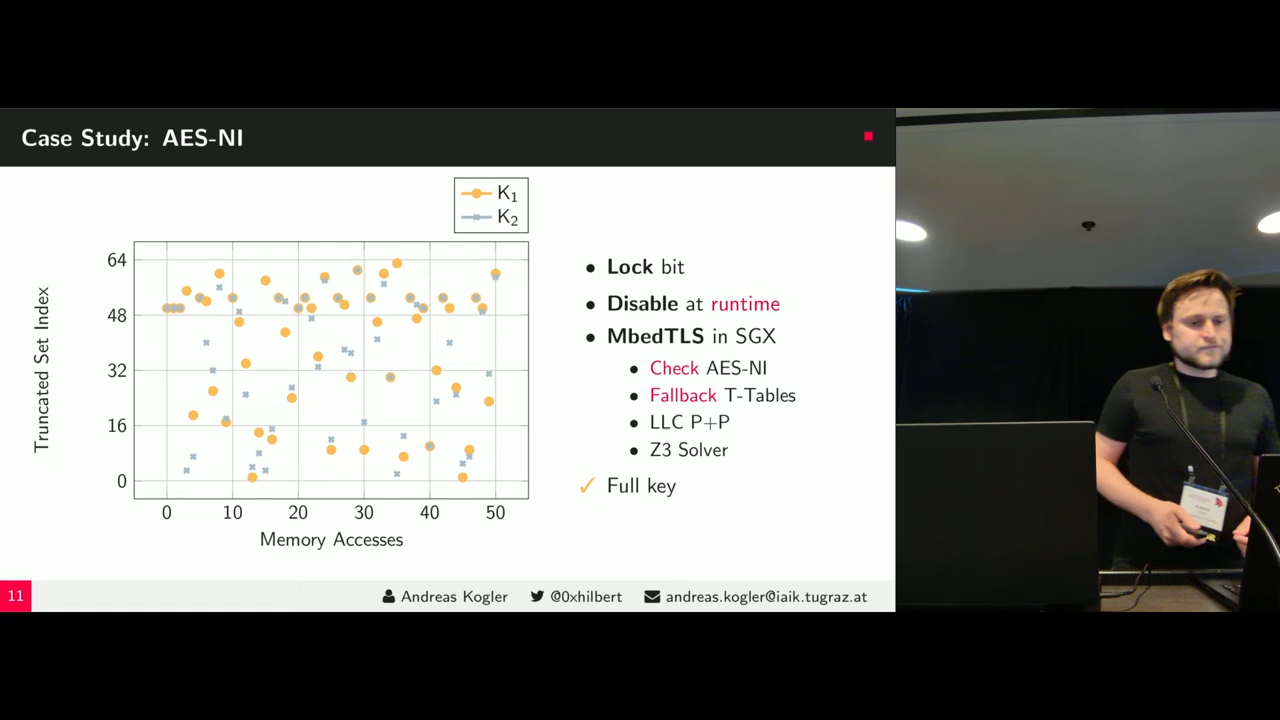 Case Study: AES-NI
K1
K2
64
48
32
16
0
0
10
20
30
40
50
Truncated Set Index
Memory Accesses
• Lock bit
• Disable at runtime
• MbedTLS in SGX
• Check AES-NI
• Fallback T-Tables
• LLC P+P
• Z3 Solver
✓ Full key
11
Andreas Kogler
@0xhilbert
andreas.kogler@iaik.tugraz.at